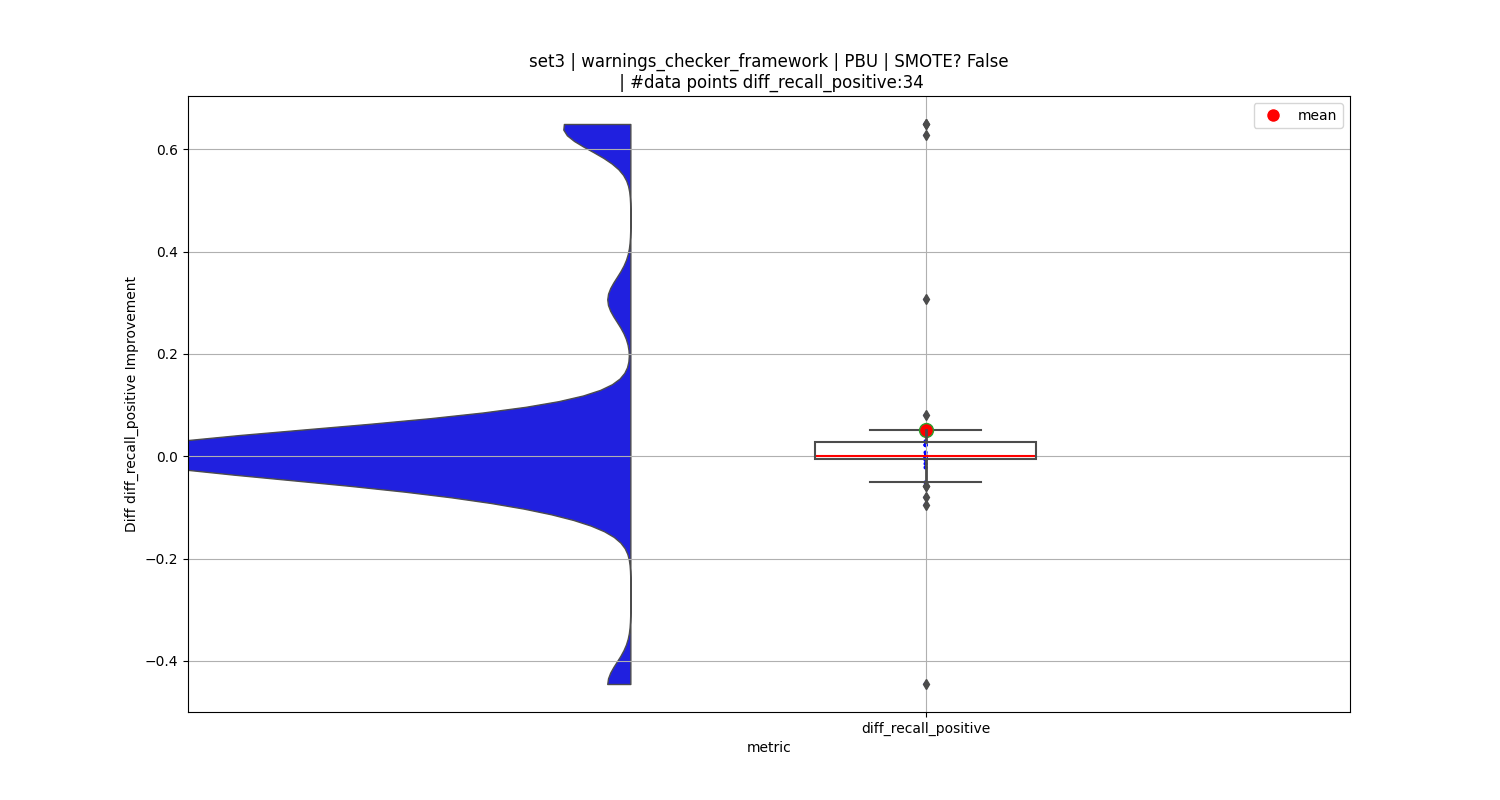 set3 | warnings_checker_framework | PBU | SMOTE? False
| #data points diff_recall_positive:34
mean
0.6
0.4
0.2
0.0
−0.2
−0.4
Diff diff_recall_positive Improvement
diff_recall_positive
metric